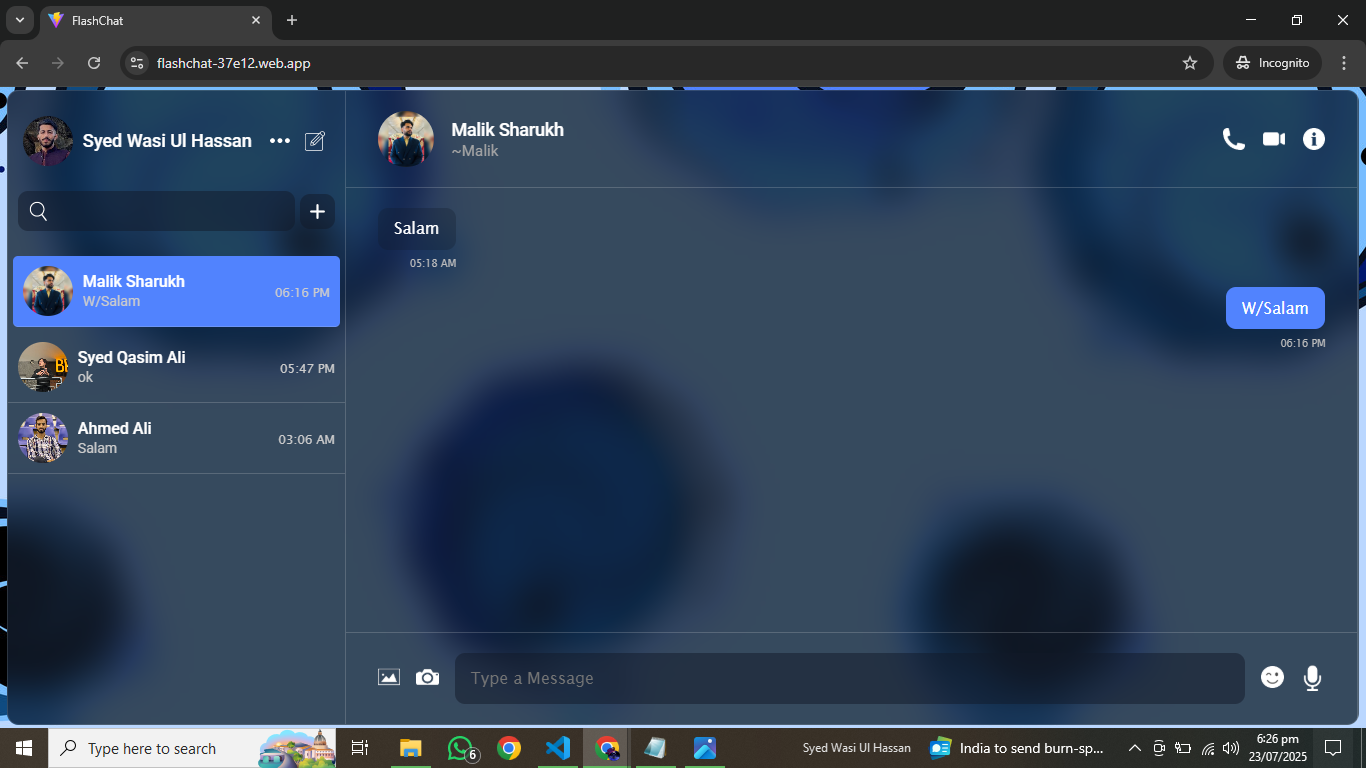 FlashChat
flashchat-37e12.web.app
Incognito
Syed Wasi Ul Hassan
Malik Sharukh
W/Salam
06:16 PM
Syed Qasim Ali
ok
05:47 PM
Ahmed Ali
Salam
03:06 AM
Malik Sharukh
~Malik
Salam
05:18 AM
W/Salam
06:16 PM
Type a Message
Type here to search
6
Syed Wasi Ul Hassan
India to send burn-sp...
6:26 pm
23/07/2025